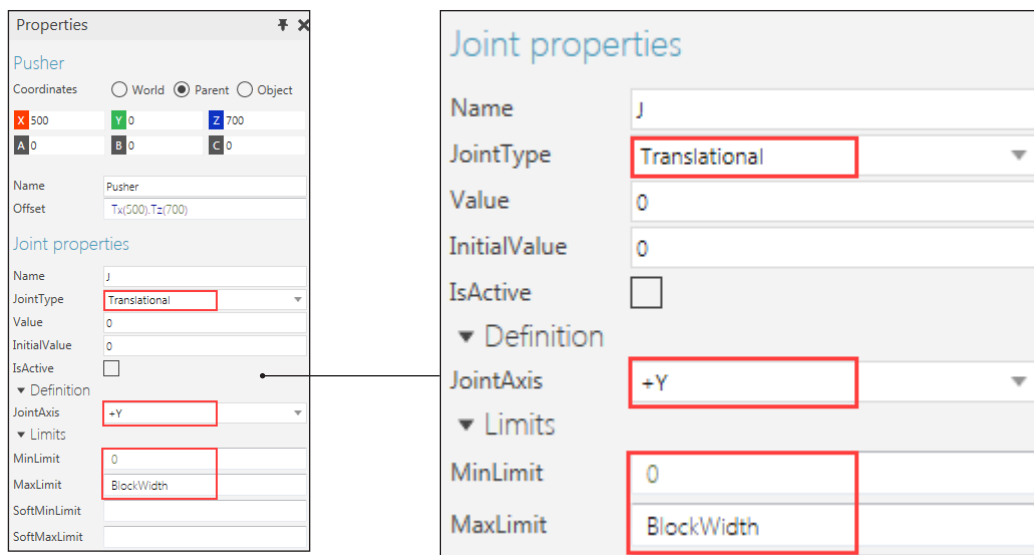 Properties
Pusher
Coordinates World Parent Object
X 500 Y 0 Z 700
A 0 B 0 C 0
Name Pusher
Offset Tx(500).Tz(700)
Joint properties
Name J
JointType Translational
Value 0
InitialValue 0
IsActive
Definition
JointAxis +Y
Limits
MinLimit 0
MaxLimit BlockWidth
SoftMinLimit
SoftMaxLimit
Joint properties
Name J
JointType Translational
Value 0
InitialValue 0
IsActive
Definition
JointAxis +Y
Limits
MinLimit 0
MaxLimit BlockWidth